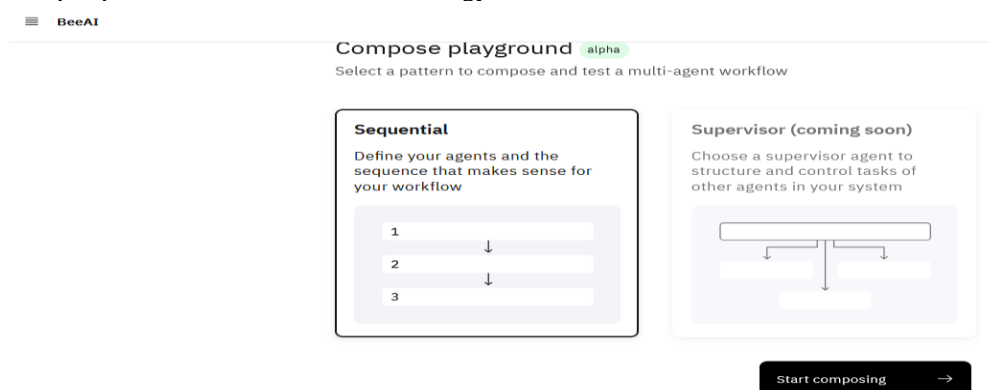 BeeAI
Compose playground alpha
Select a pattern to compose and test a multi-agent workflow
Sequential
Define your agents and the
sequence that makes sense for
your workflow
1
2
3
Supervisor (coming soon)
Choose a supervisor agent to
structure and control tasks of
other agents in your system
Start composing